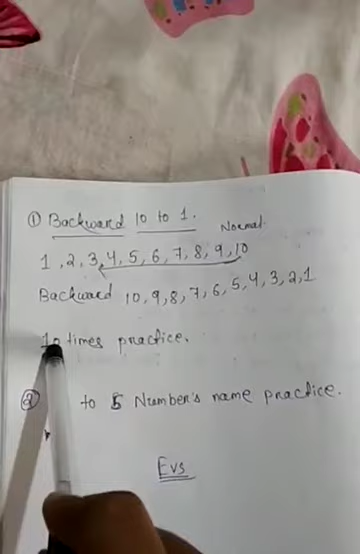 ① Backward 10 to 1.
Normal.
1, 2, 3, 4, 5, 6, 7, 8, 9, 10
Backward 10, 9, 8, 7, 6, 5, 4, 3, 2, 1
10 times practice.
② to 5 Number's name practice.
Evs